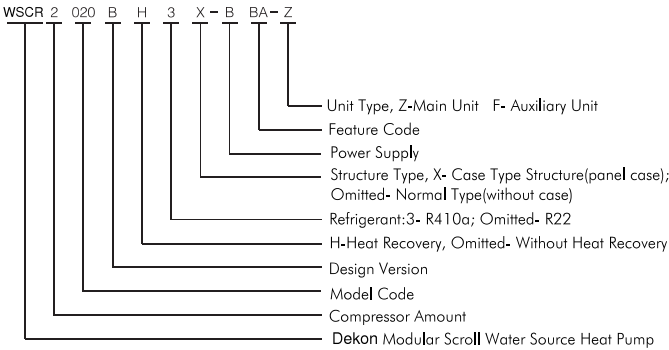 WSCR 2 020 B H 3 X - B BA - Z
Unit Type, Z-Main Unit F- Auxiliary Unit
Feature Code
Power Supply
Structure Type, X- Case Type Structure(panel case);
Omitted- Normal Type(without case)
Refrigerant:3- R410a; Omitted- R22
H-Heat Recovery, Omitted- Without Heat Recovery
Design Version
Model Code
Compressor Amount
Dekon Modular Scroll Water Source Heat Pump